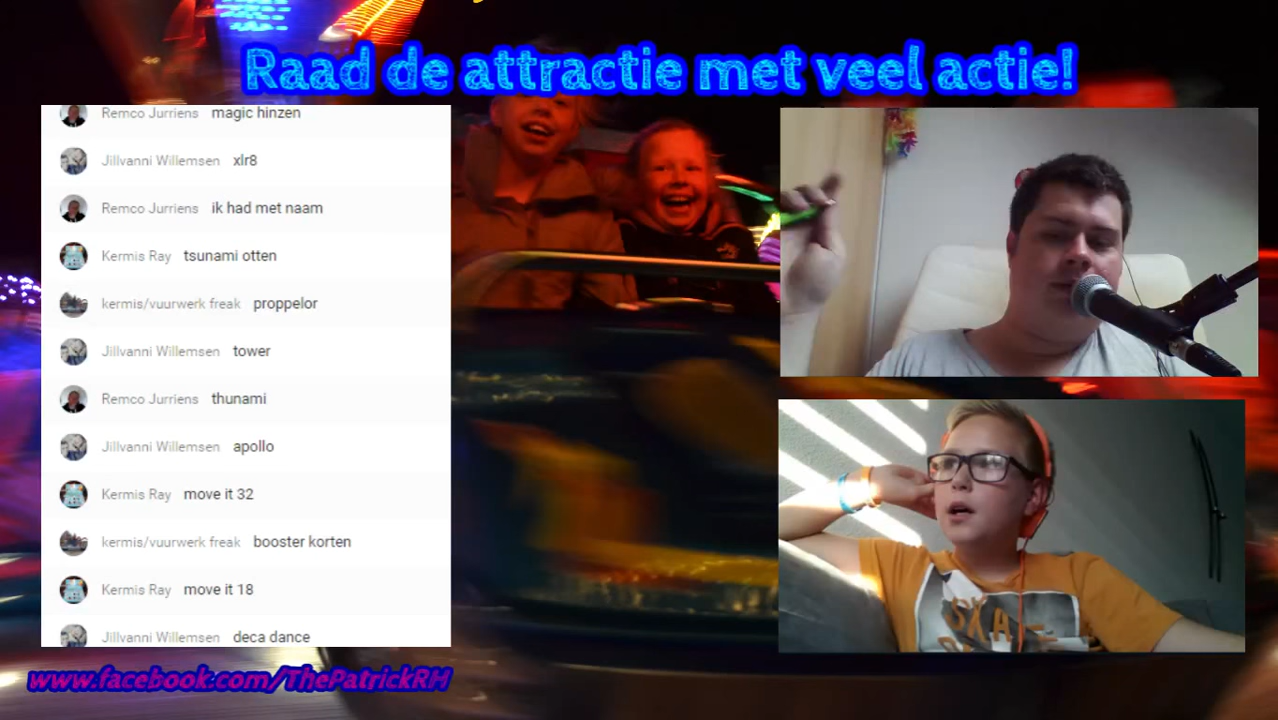 Raad de attractie met veel actie!
Remco Jurriens magic hinzen
Jillvanni Willemsen xlr8
Remco Jurriens ik had met naam
Kermis Ray tsunami otten
kermis/vuurwerk freak proppelor
Jillvanni Willemsen tower
Remco Jurriens thunami
Jillvanni Willemsen apollo
Kermis Ray move it 32
kermis/vuurwerk freak booster korten
Kermis Ray move it 18
Jillvanni Willemsen deca dance
www.facebook.com/ThePatrickRH